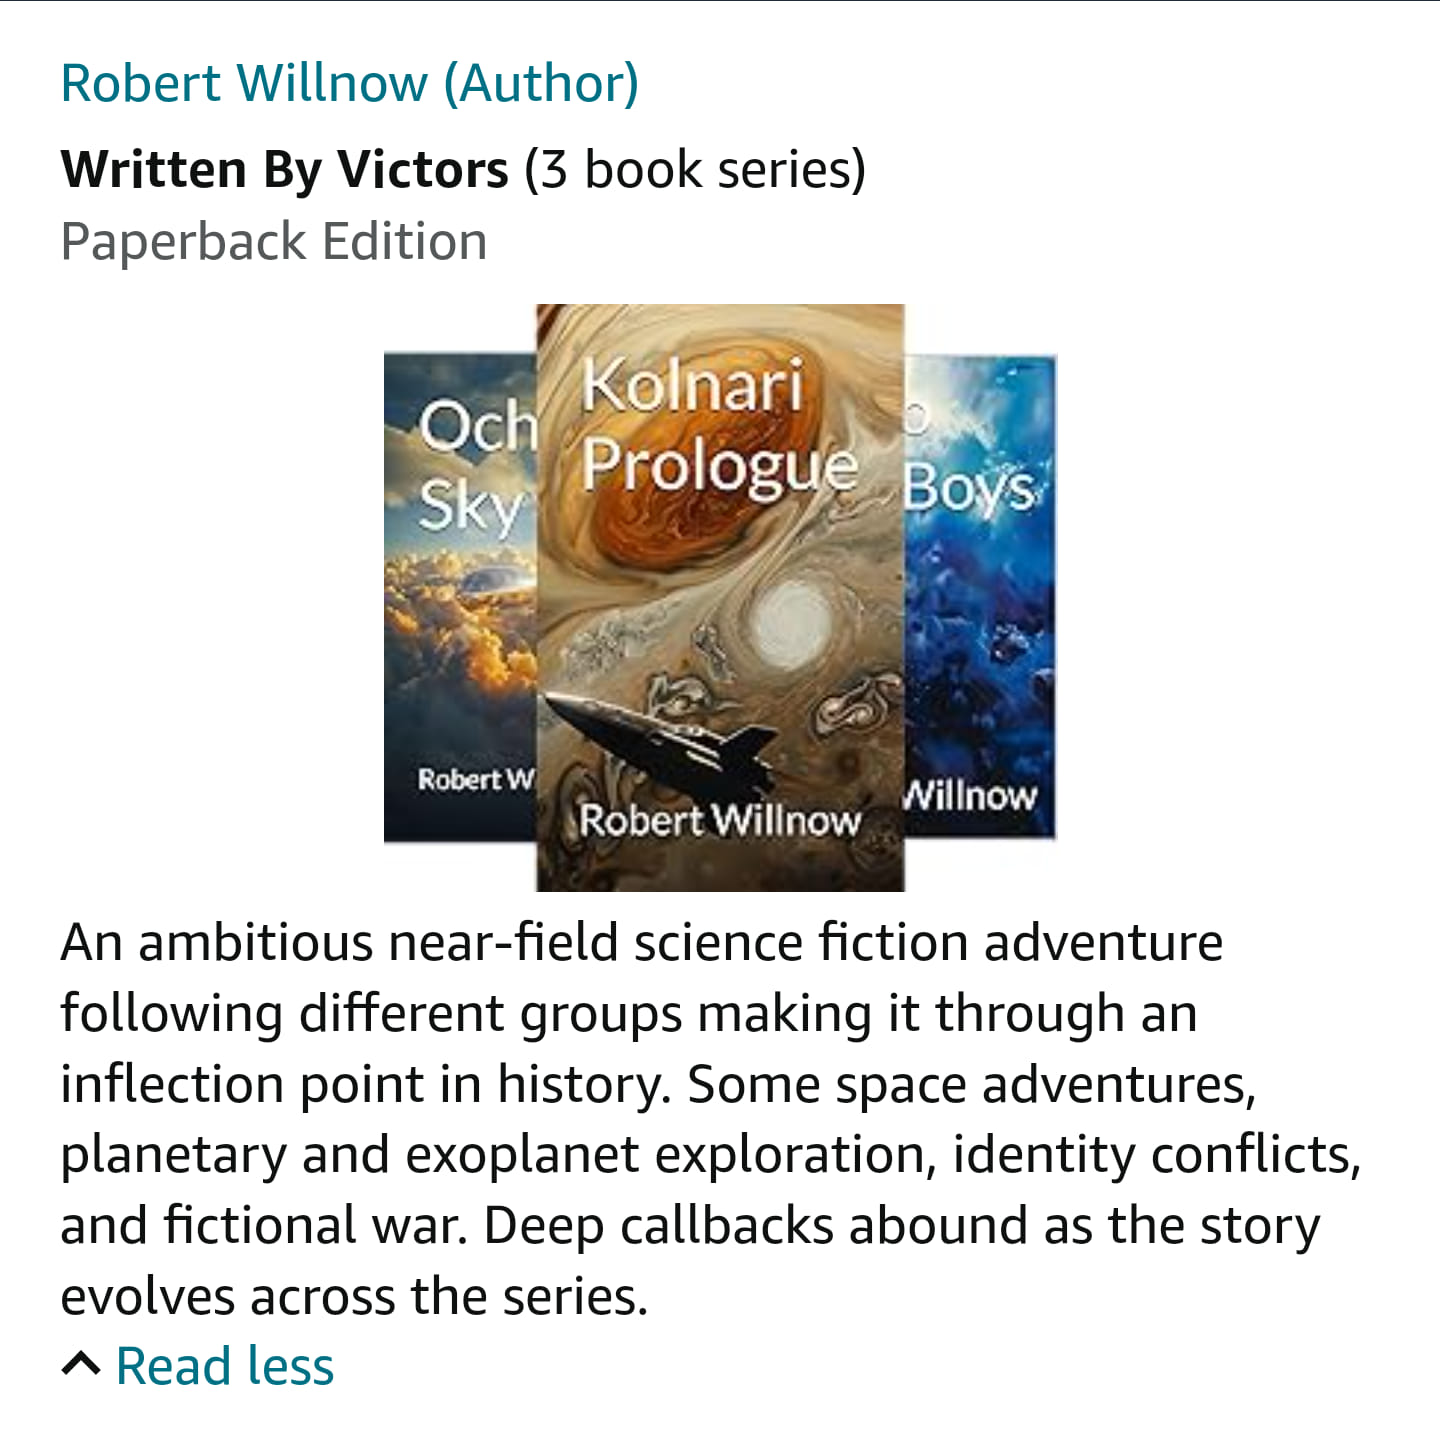 Robert Willnow (Author)
Written By Victors (3 book series)
Paperback Edition
Och
Sky
Robert W
Kolnari
Prologue
Robert Willnow
o
Boys
Willnow
An ambitious near-field science fiction adventure
following different groups making it through an
inflection point in history. Some space adventures,
planetary and exoplanet exploration, identity conflicts,
and fictional war. Deep callbacks abound as the story
evolves across the series.
Read less